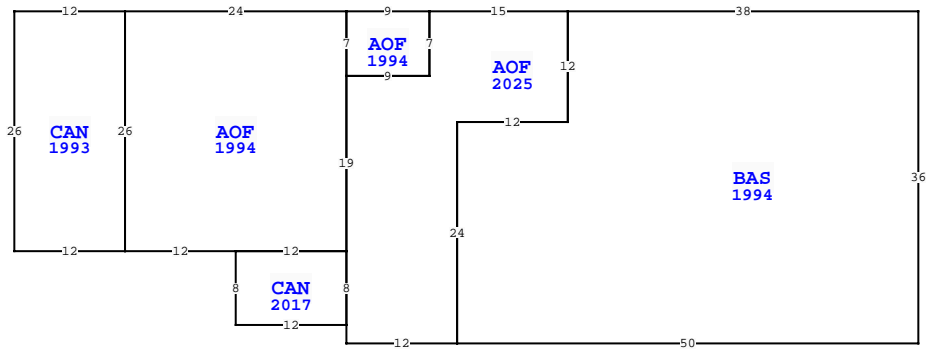 12 24 9 15 38
7 AOF 7
1994
9
AOF 12
2025
26 CAN 26 AOF
1993 1994
12
19
BAS 36
1994
24
12 12 12
8 CAN 8
2017
12
12 50